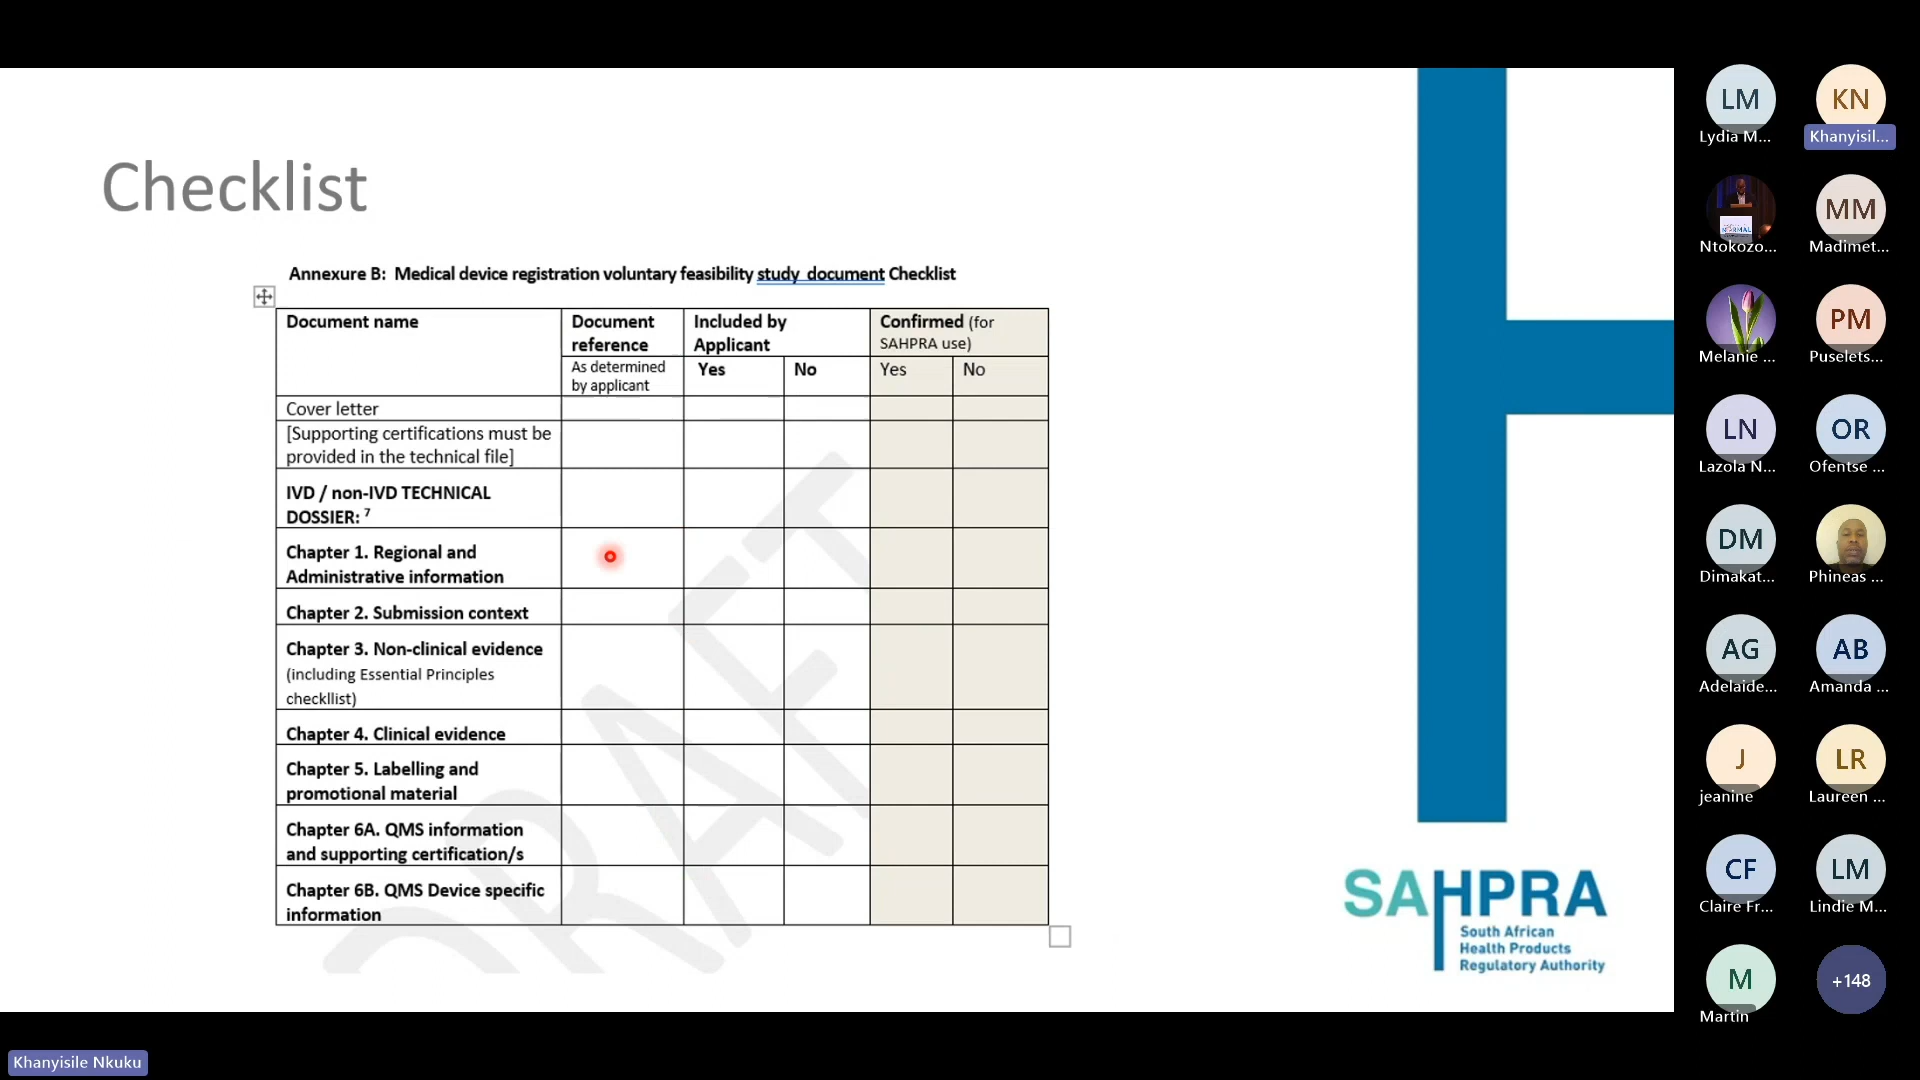 Checklist
Annexure B: Medical device registration voluntary feasibility study document Checklist
Document name
Document
reference
Included by
Applicant
Confirmed (for
SAHPRA use)
As determined
by applicant
Yes
No
Yes
No
Cover letter
[Supporting certifications must be
provided in the technical file]
IVD / non-IVD TECHNICAL
DOSSIER: 7
Chapter 1. Regional and
Administrative information
Chapter 2. Submission context
Chapter 3. Non-clinical evidence
(including Essential Principles
checkllist)
Chapter 4. Clinical evidence
Chapter 5. Labelling and
promotional material
Chapter 6A. QMS information
and supporting certification/s
Chapter 6B. QMS Device specific
information
DRAFT
SAHPRA
South African
Health Products
Regulatory Authority
LM
KN
Lydia M...
Khanyisil...
MM
Ntokozo...
Madimet...
PM
Melanie ...
Puselets...
LN
OR
Lazola N...
Ofentse ...
DM
Dimakat...
Phineas ...
AG
AB
Adelaide...
Amanda ...
J
LR
jeanine
Laureen ...
CF
LM
Claire Fr...
Lindie M...
M
+148
Martin
Khanyisile Nkuku